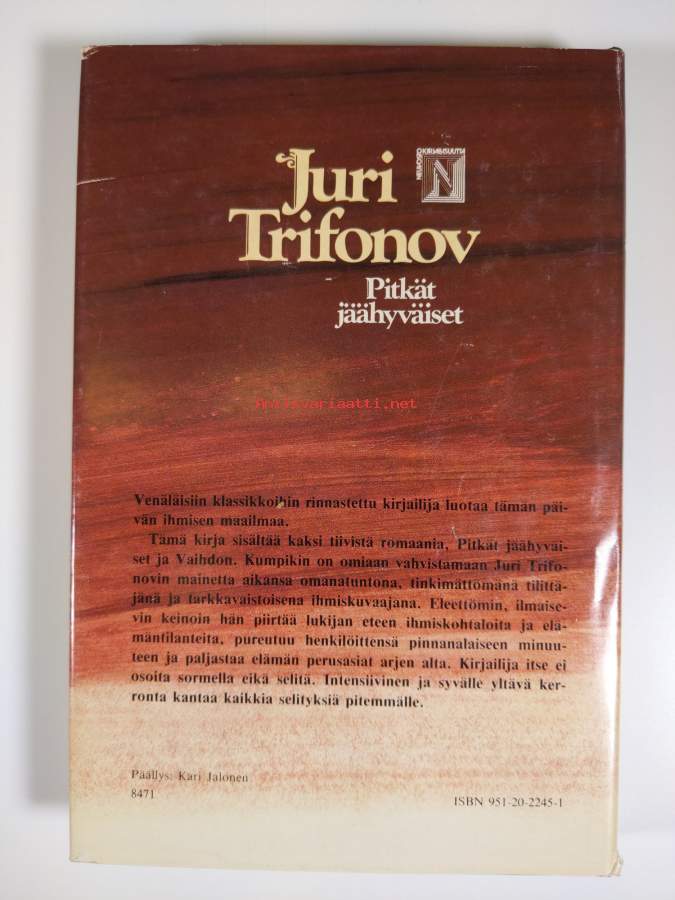 Juri
Trifonov
NEUVOSTOKIRJALLISUUTTA
N
Pitkät
jäähyväiset
Antikvariaatti.net
Venäläisiin klassikkoihin rinnastettu kirjailija luotaa tämän päi-
vän ihmisen maailmaa.
Tämä kirja sisältää kaksi tiivistä romaania, Pitkät jäähyväi-
set ja Vaihdon. Kumpikin on omiaan vahvistamaan Juri Trifo-
novin mainetta aikansa omanatuntona, tinkimättömänä tilittä-
jänä ja tarkkavaistoisena ihmiskuvaajana. Eleettömin, ilmaise-
vin keinoin hän piirtää lukijan eteen ihmiskohtaloita ja elä-
mäntilanteita, pureutuu henkilöittensä pinnanalaiseen minuu-
teen ja paljastaa elämän perusasiat arjen alta. Kirjailija itse ei
osoita sormella eikä selitä. Intensiivinen ja syvälle yltävä ker-
ronta kantaa kaikkia selityksiä pitemmälle.
Päällys: Kari Jalonen
8471
ISBN 951-20-2245-1